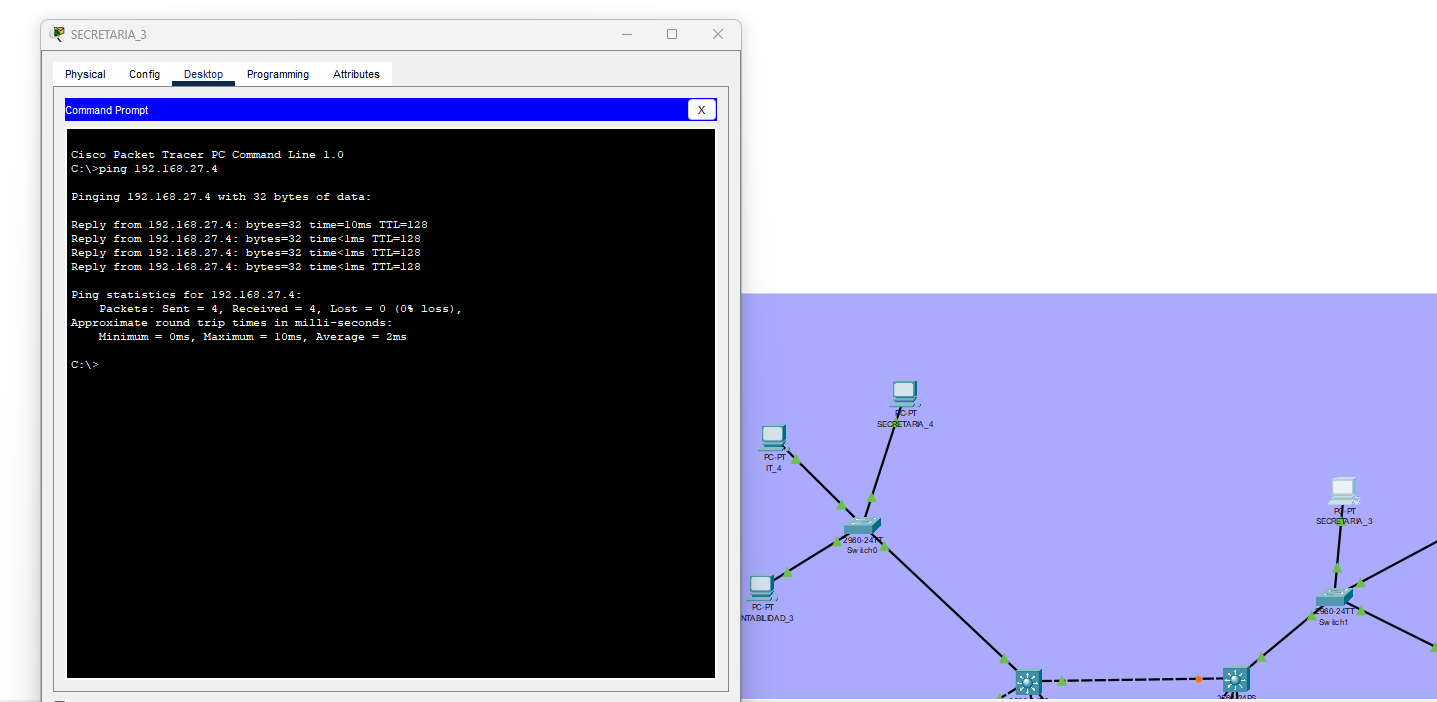 SECRETARIA_3
Physical Config Desktop Programming Attributes
Command Prompt
X
Cisco Packet Tracer PC Command Line 1.0
C:\>ping 192.168.27.4
Pinging 192.168.27.4 with 32 bytes of data:
Reply from 192.168.27.4: bytes=32 time=10ms TTL=128
Reply from 192.168.27.4: bytes=32 time<1ms TTL=128
Reply from 192.168.27.4: bytes=32 time<1ms TTL=128
Reply from 192.168.27.4: bytes=32 time<1ms TTL=128
Ping statistics for 192.168.27.4:
Packets: Sent = 4, Received = 4, Lost = 0 (0% loss),
Approximate round trip times in milli-seconds:
Minimum = 0ms, Maximum = 10ms, Average = 2ms
C:\>
PC-PT
SECRETARIA_4
PC-PT
IT_4
2960-24TT
Switch0
PC-PT
NTABILIDAD_3
PC-PT
SECRETARIA_3
2960-24TT
Switch1